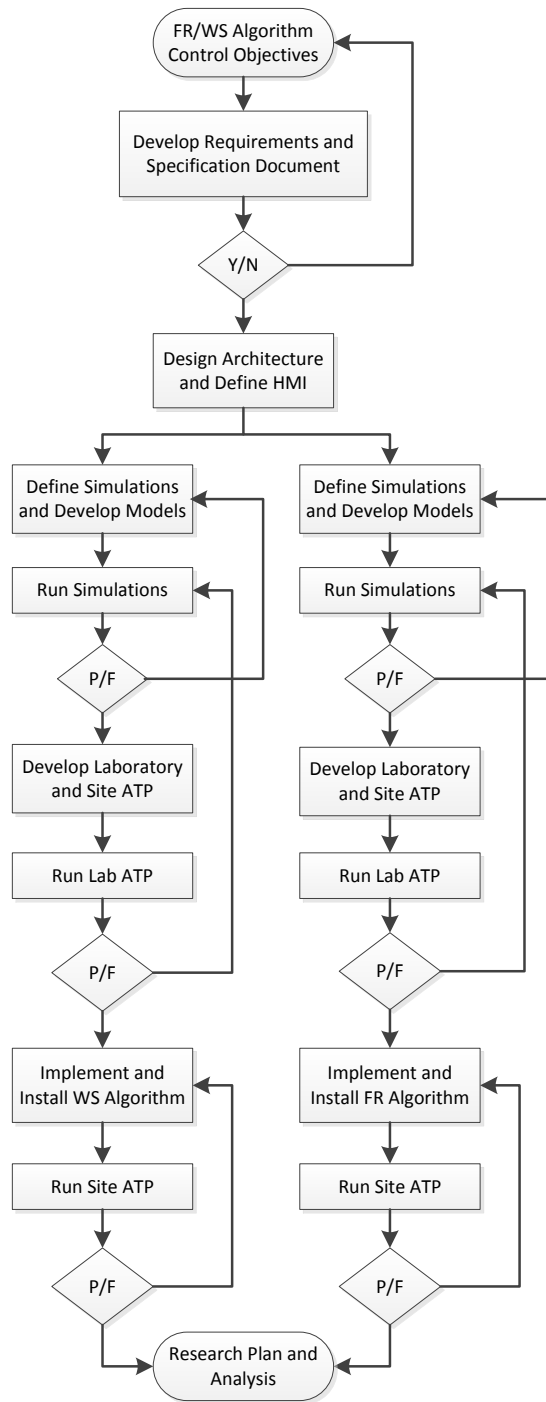 FR/WS Algorithm
Control Objectives
Develop Requirements and
Specification Document
Y/N
Design Architecture
and Define HMI
Define Simulations
and Develop Models
Run Simulations
P/F
Develop Laboratory
and Site ATP
Run Lab ATP
P/F
Implement and
Install WS Algorithm
Run Site ATP
P/F
Define Simulations
and Develop Models
Run Simulations
P/F
Develop Laboratory
and Site ATP
Run Lab ATP
P/F
Implement and
Install FR Algorithm
Run Site ATP
P/F
Research Plan and
Analysis